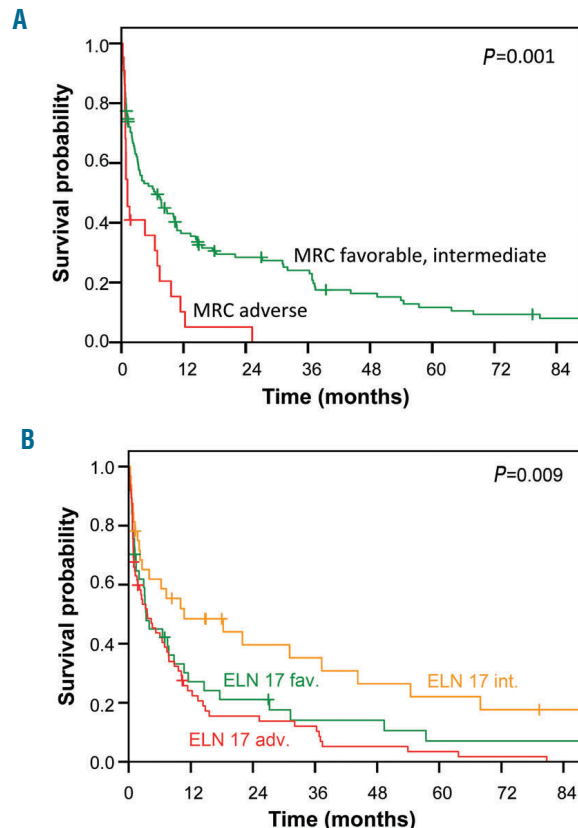 A
P=0.001
Survival probability
1.0
0.8
0.6
0.4
0.2
0.0
MRC favorable, intermediate
MRC adverse
0 12 24 36 48 60 72 84
Time (months)
B
P=0.009
Survival probability
1.0
0.8
0.6
0.4
0.2
0.0
ELN 17 fav.
ELN 17 int.
ELN 17 adv.
0 12 24 36 48 60 72 84
Time (months)